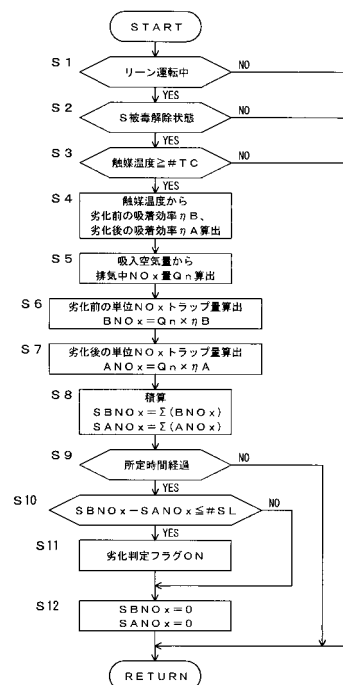 START
S1
リーン運転中
NO
YES
S2
S被毒解除状態
NO
YES
S3
触媒温度≧#TC
NO
YES
S4
触媒温度から
劣化前の吸着効率ηB、
劣化後の吸着効率ηA算出
S5
吸入空気量から
排気中NOx量Qn算出
S6
劣化前の単位NOxトラップ量算出
BNOx=Qn×ηB
S7
劣化後の単位NOxトラップ量算出
ANOx=Qn×ηA
S8
積算
SBNOx=Σ(BNOx)
SANOx=Σ(ANOx)
S9
所定時間経過
NO
YES
S10
SBNOx-SANOx≦#SL
NO
YES
S11
劣化判定フラグON
S12
SBNOx=0
SANOx=0
RETURN